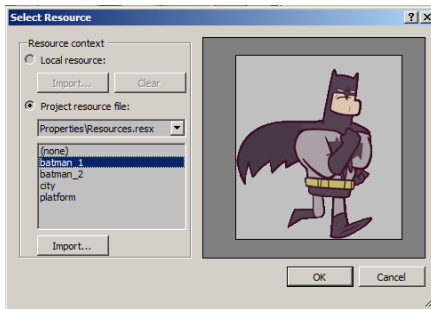 Select Resource
Resource context
Local resource:
Import... Clear
Project resource file:
Properties\Resources.resx
(none)
batman_1
batman_2
city
platform
Import...
OK Cancel